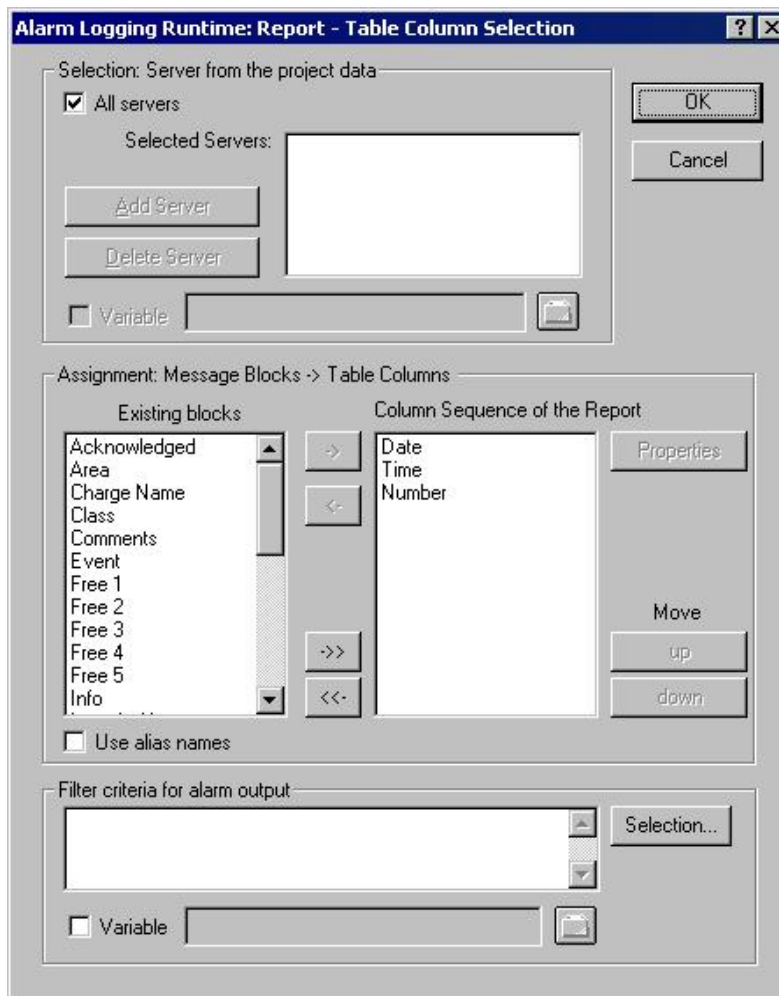 Alarm Logging Runtime: Report - Table Column Selection
Selection: Server from the project data
All servers
OK
Selected Servers:
Cancel
Add Server
Delete Server
Variable
Assignment: Message Blocks -> Table Columns
Existing blocks
Column Sequence of the Report
Acknowledged
Area
Charge Name
Class
Comments
Event
Free 1
Free 2
Free 3
Free 4
Free 5
Info
->
<-
->>
<<-
Date
Time
Number
Properties
Move
up
down
Use alias names
Filter criteria for alarm output
Selection...
Variable